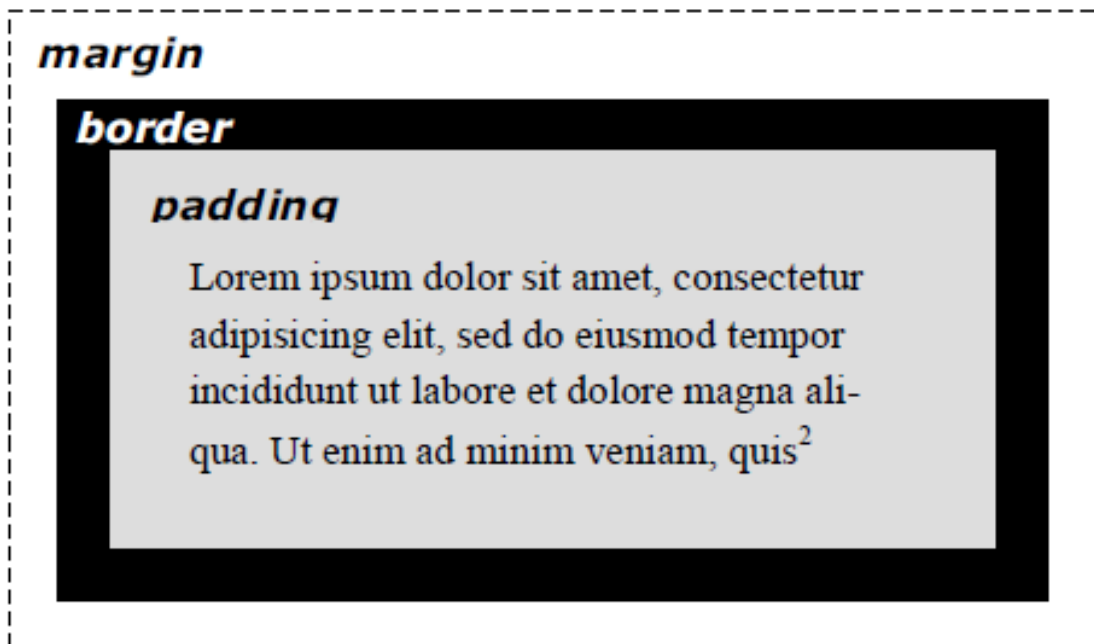 margin
border
padding
Lorem ipsum dolor sit amet, consectetur
adipisicing elit, sed do eiusmod tempor
incididunt ut labore et dolore magna ali-
qua. Ut enim ad minim veniam, quis²